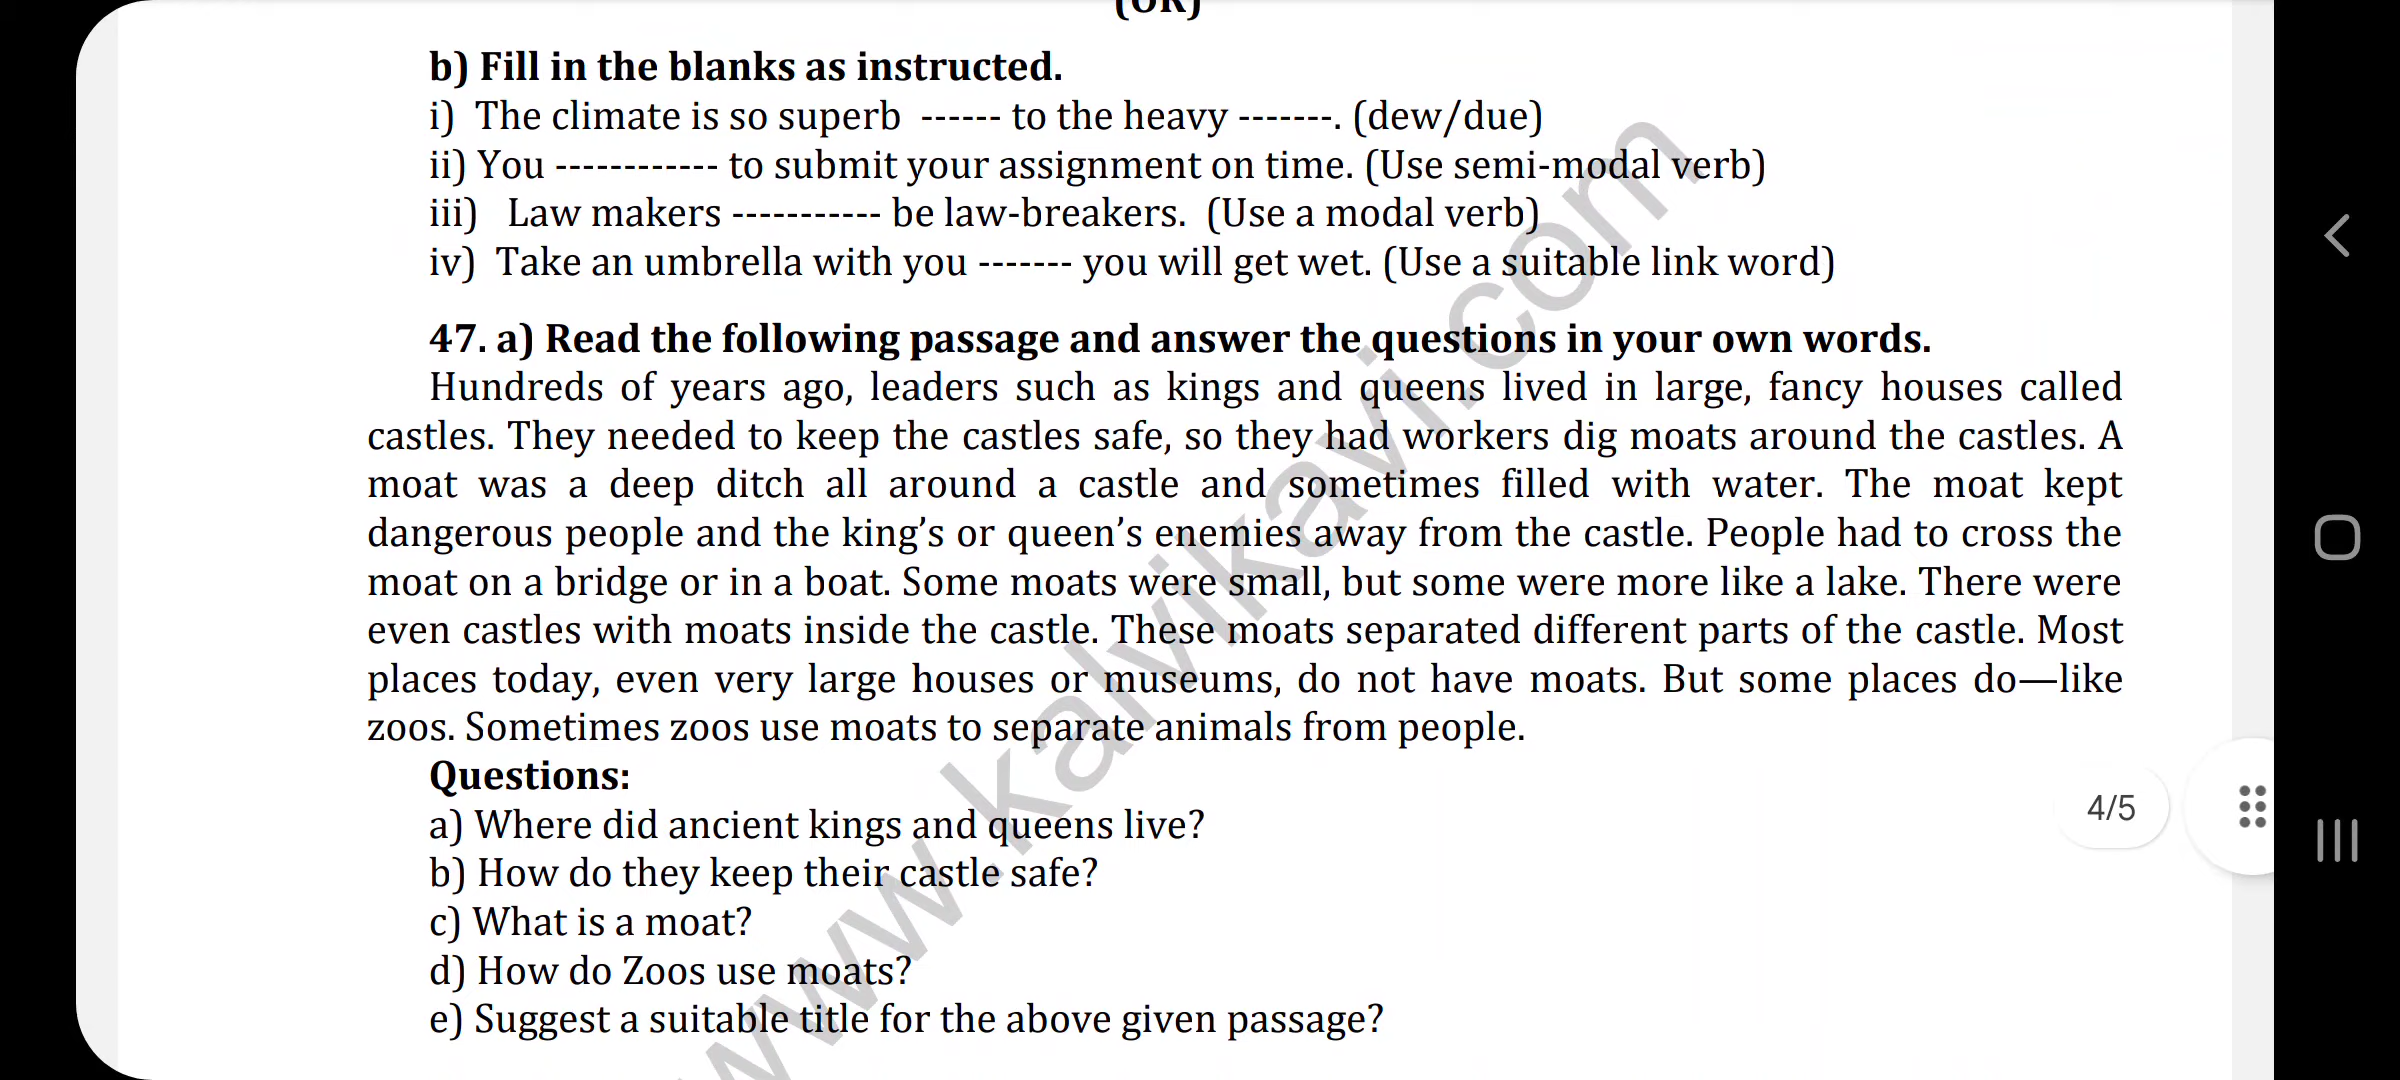 (OR)
b) Fill in the blanks as instructed.
i) The climate is so superb ------ to the heavy -------. (dew/due)
ii) You ------------ to submit your assignment on time. (Use semi-modal verb)
iii) Law makers ----------- be law-breakers. (Use a modal verb)
iv) Take an umbrella with you ------- you will get wet. (Use a suitable link word)
47. a) Read the following passage and answer the questions in your own words.
Hundreds of years ago, leaders such as kings and queens lived in large, fancy houses called
castles. They needed to keep the castles safe, so they had workers dig moats around the castles. A
moat was a deep ditch all around a castle and sometimes filled with water. The moat kept
dangerous people and the king’s or queen’s enemies away from the castle. People had to cross the
moat on a bridge or in a boat. Some moats were small, but some were more like a lake. There were
even castles with moats inside the castle. These moats separated different parts of the castle. Most
places today, even very large houses or museums, do not have moats. But some places do—like
zoos. Sometimes zoos use moats to separate animals from people.
Questions:
a) Where did ancient kings and queens live?
b) How do they keep their castle safe?
c) What is a moat?
d) How do Zoos use moats?
e) Suggest a suitable title for the above given passage?
www.kalvikavi.com
4/5